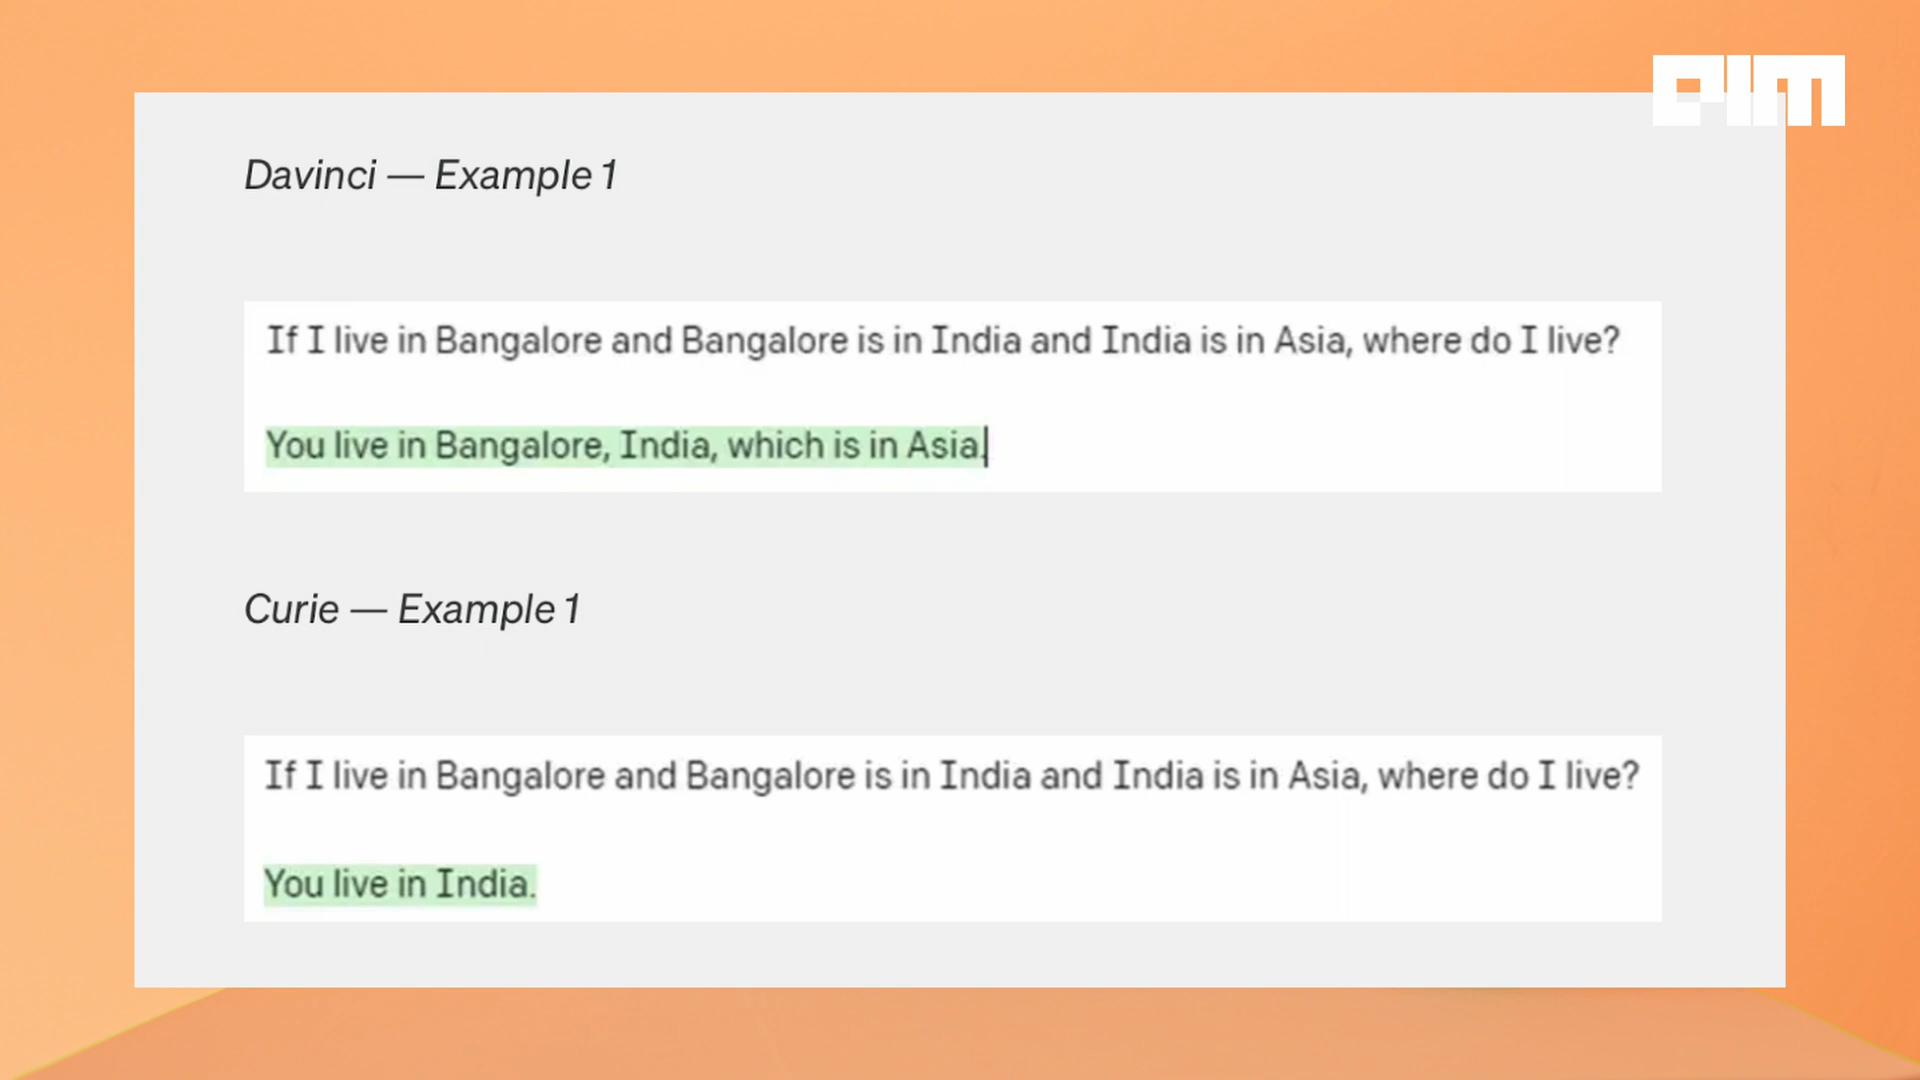 AIM
Davinci — Example 1
If I live in Bangalore and Bangalore is in India and India is in Asia, where do I live?
You live in Bangalore, India, which is in Asia.
Curie — Example 1
If I live in Bangalore and Bangalore is in India and India is in Asia, where do I live?
You live in India.